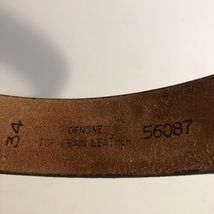 34
GENUINE
TOP GRAIN LEATHER
56087